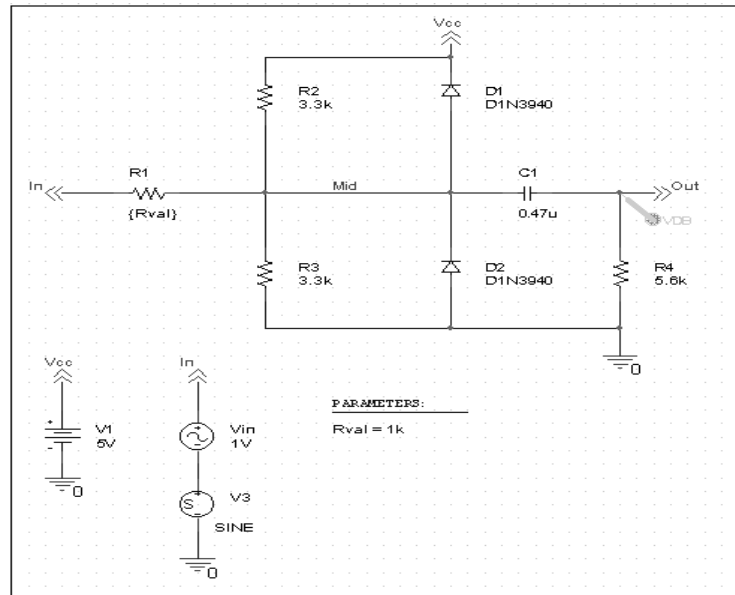 Vcc
R2
3.3k
D1
D1N3940
R1
C1
In
Mid
Out
{Rval}
0.47u
VDB
R3
3.3k
D2
D1N3940
R4
5.6k
0
Vcc
In
PARAMETERS:
Rval = 1k
+
V1
5V
-
Vin
1V
0
V3
S
SINE
0